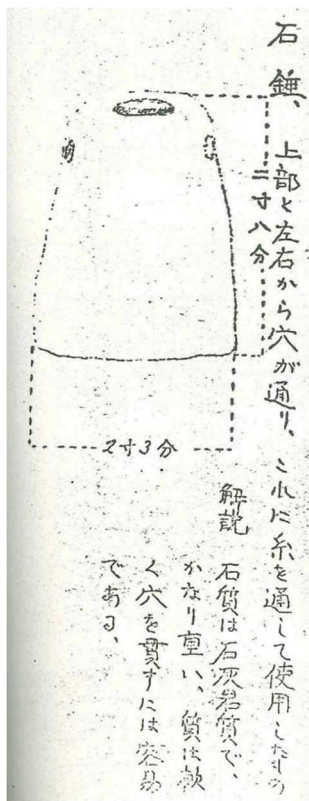 石錘、上部と左右から穴が通り、これに糸を通して使用したもの
二寸八分
2寸3分
解説
石質は石灰岩質で、
かなり重い、質は軟
く穴を貫すには容易
である、